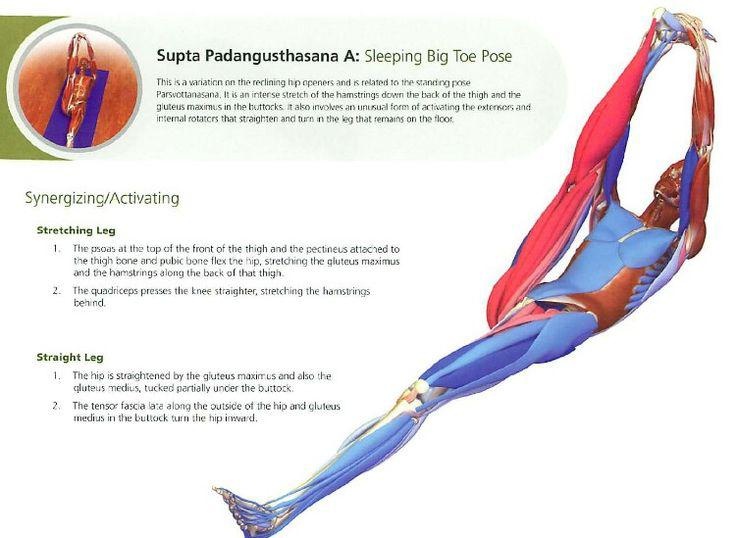 Supta Padangusthasana A: Sleeping Big Toe Pose
This is a variation on the reclining hip openers and is related to the standing pose
Parsvottanasana. It is an intense stretch of the hamstrings down the back of the thigh and the
gluteus maximus in the buttocks. It also involves an unusual form of activating the extensors and
internal rotators that straighten and turn in the leg that remains on the floor.
Synergizing/Activating
Stretching Leg
1. The psoas at the top of the front of the thigh and the pectineus attached to
the thigh bone and pubic bone flex the hip, stretching the gluteus maximus
and the hamstrings along the back of that thigh.
2. The quadriceps presses the knee straighter, stretching the hamstrings
behind.
Straight Leg
1. The hip is straightened by the gluteus maximus and also the
gluteus medius, tucked partially under the buttock.
2. The tensor fascia lata along the outside of the hip and gluteus
medius in the buttock turn the hip inward.